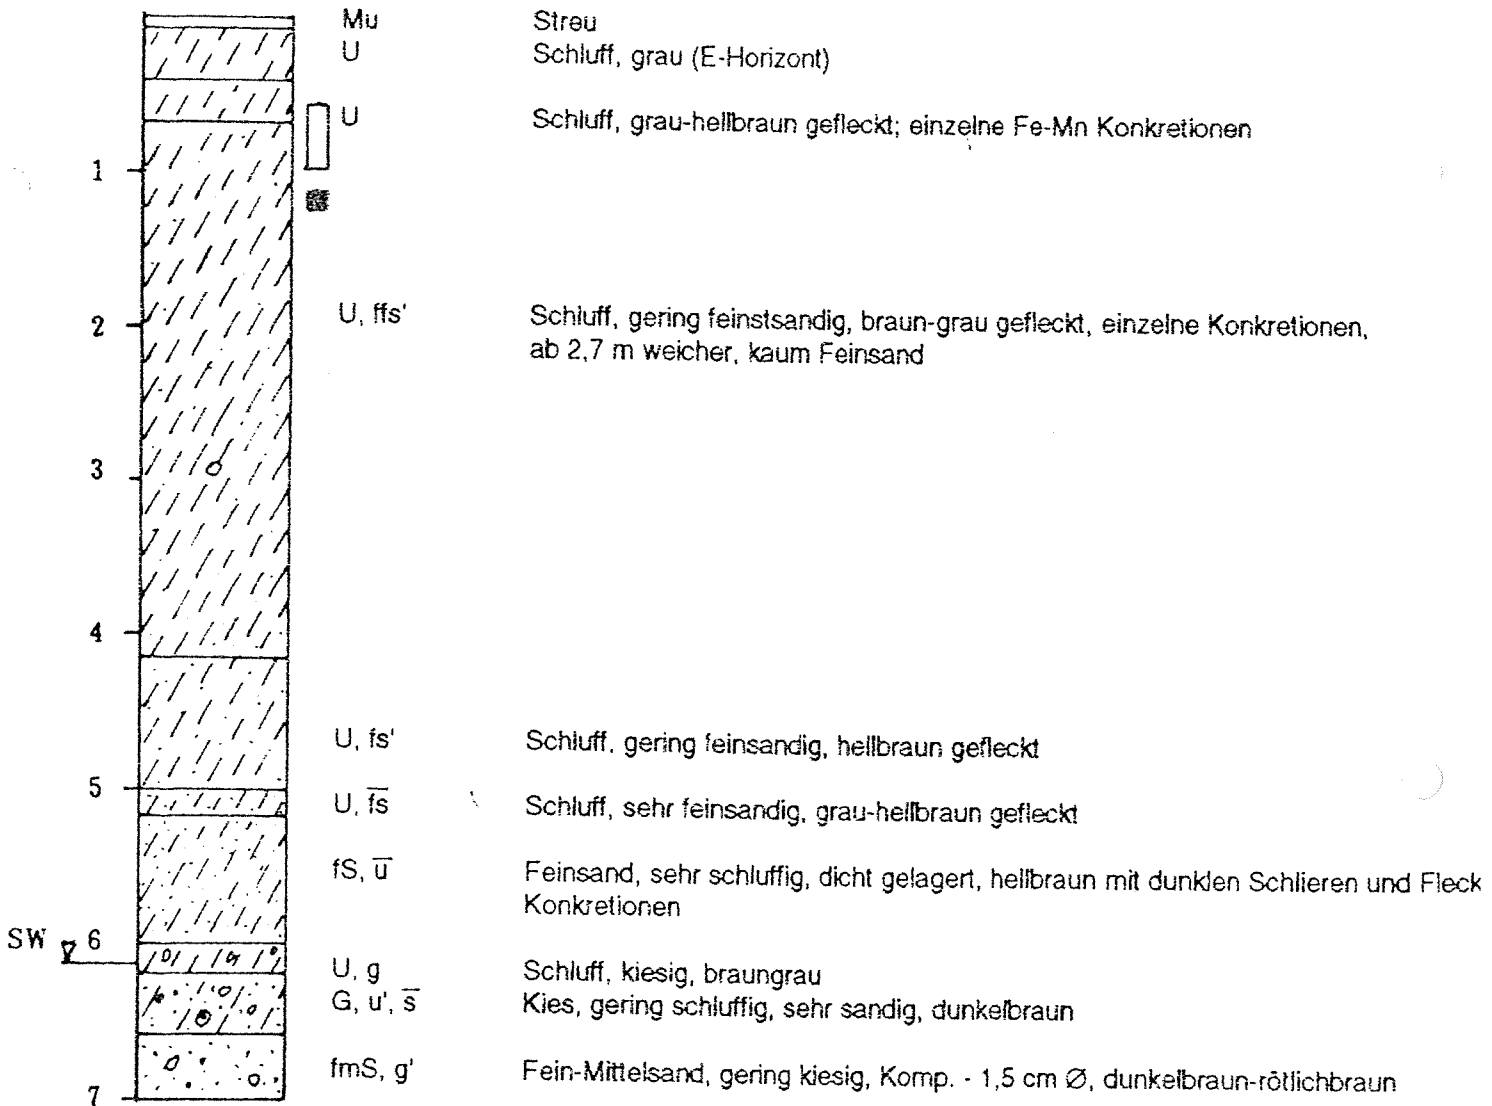 Mu Streu
U Schluff, grau (E-Horizont)
U Schluff, grau-hellbraun gefleckt; einzelne Fe-Mn Konkretionen
1
2 U, ffs' Schluff, gering feinstsandig, braun-grau gefleckt, einzelne Konkretionen,
ab 2,7 m weicher, kaum Feinsand
3
4
U, fs' Schluff, gering feinsandig, hellbraun gefleckt
5
U, f̅s̅ Schluff, sehr feinsandig, grau-hellbraun gefleckt
fS, u̅ Feinsand, sehr schluffig, dicht gelagert, hellbraun mit dunklen Schlieren und Fleck
Konkretionen
SW 6
U, g Schluff, kiesig, braungrau
G, u', s̅ Kies, gering schluffig, sehr sandig, dunkelbraun
fmS, g' Fein-Mittelsand, gering kiesig, Komp. - 1,5 cm Ø, dunkelbraun-rötlichbraun
7